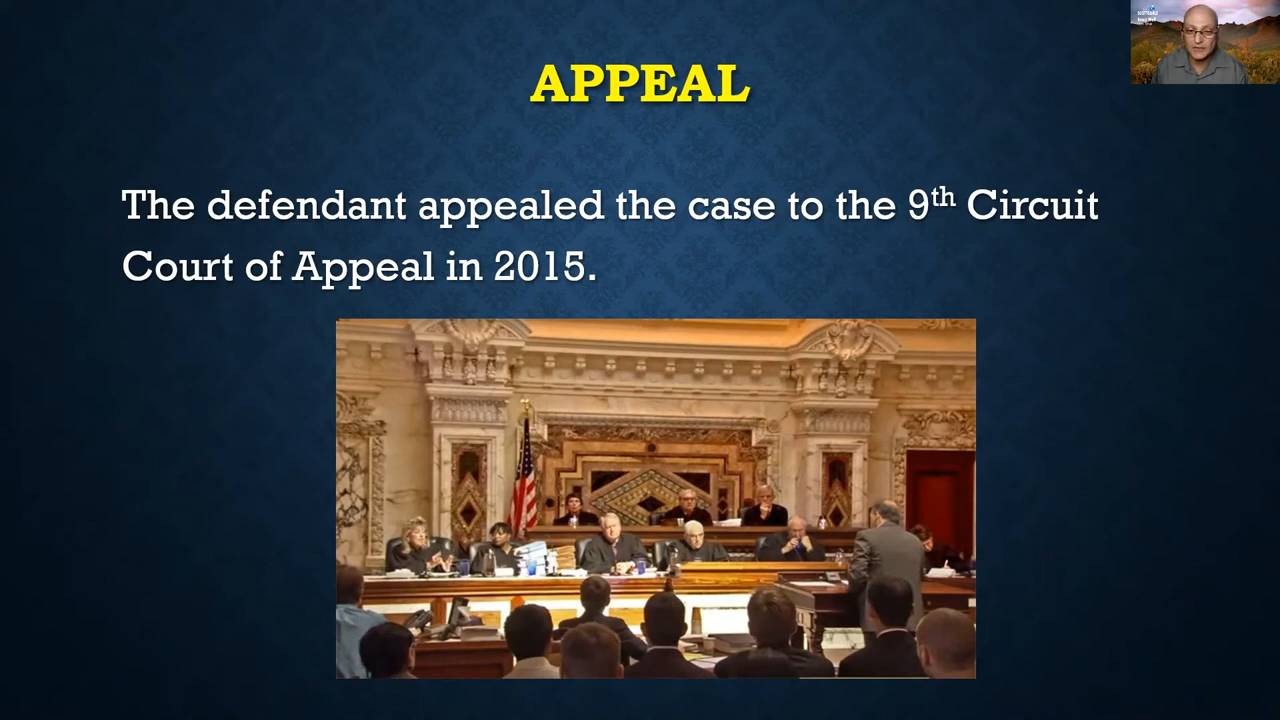 APPEAL
The defendant appealed the case to the 9th Circuit
Court of Appeal in 2015.